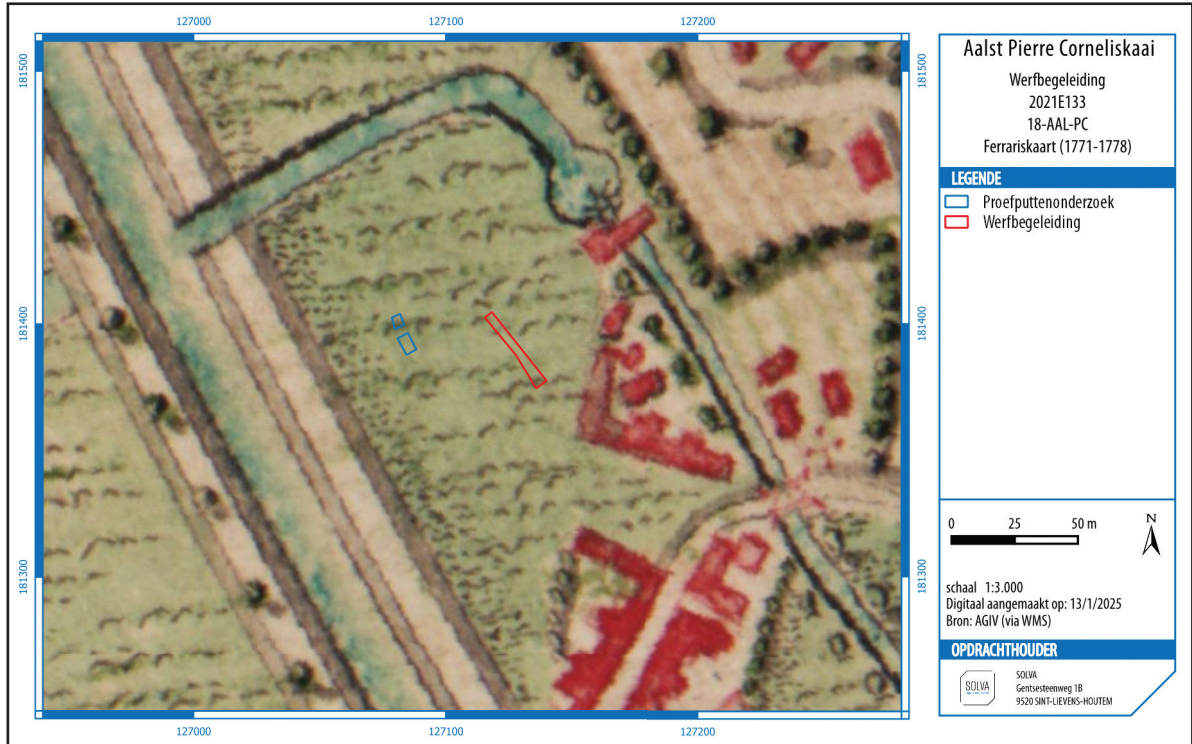 127000
127100
127200
181500
181400
181300
181500
181400
181300
127000
127100
127200
Aalst Pierre Corneliskaai
Werfbegeleiding
2021E133
18-AAL-PC
Ferrariskaart (1771-1778)
LEGENDE
Proefputtenonderzoek
Werfbegeleiding
0 25 50 m
N
schaal 1:3.000
Digitaal aangemaakt op: 13/1/2025
Bron: AGIV (via WMS)
OPDRACHTHOUDER
SOLVA
SOLVA
Gentsesteenweg 1B
9520 SINT-LIEVENS-HOUTEM